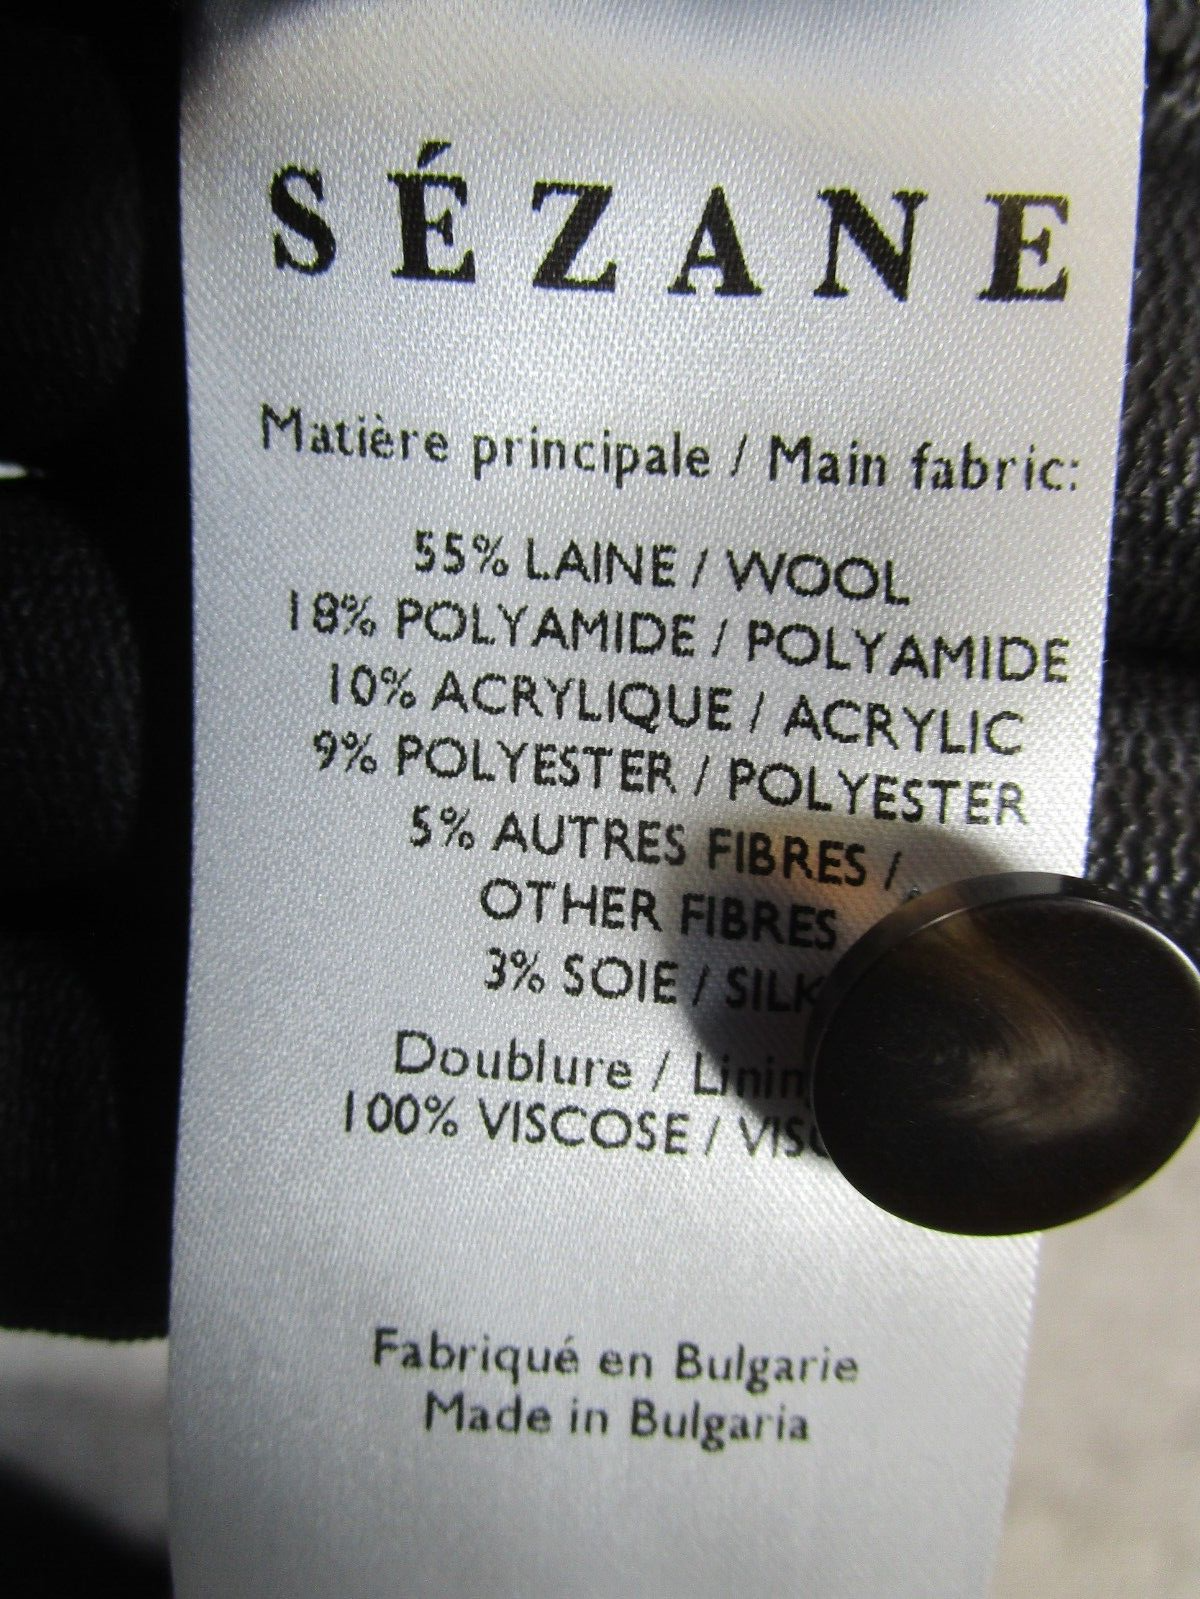 SÉZANE
Matière principale / Main fabric:
55% LAINE / WOOL
18% POLYAMIDE / POLYAMIDE
10% ACRYLIQUE / ACRYLIC
9% POLYESTER / POLYESTER
5% AUTRES FIBRES /
OTHER FIBRES
3% SOIE / SILK
Doublure /
100% VISCOSE /
Fabriqué en Bulgarie
Made in Bulgaria